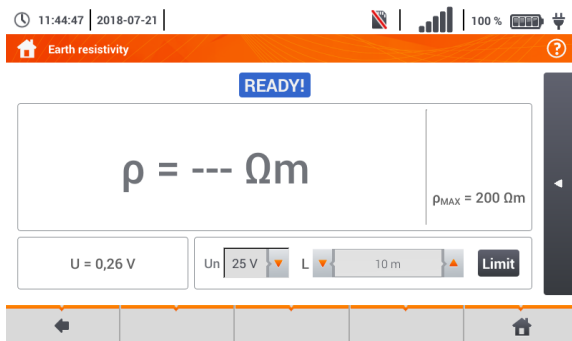 11:44:47 2018-07-21 100 %
Earth resistivity ?
READY!
ρ = --- Ωm
ρMAX = 200 Ωm
U = 0,26 V Un 25 V L 10 m Limit